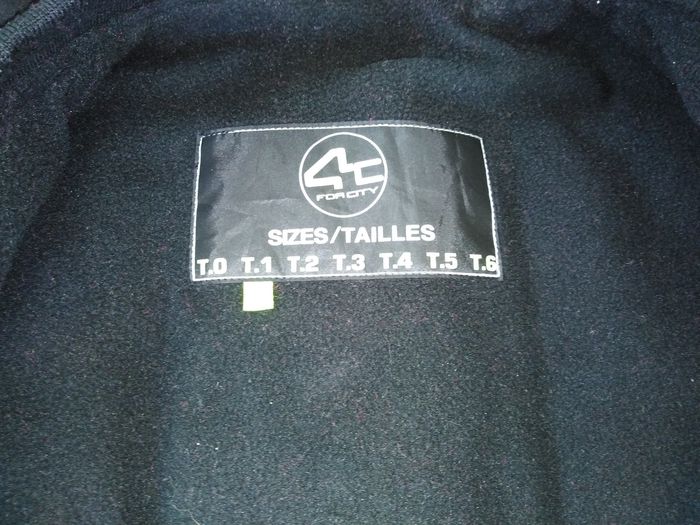 4C
FOR CITY
SIZES/TAILLES
T.0 T.1 T.2 T.3 T.4 T.5 T.6